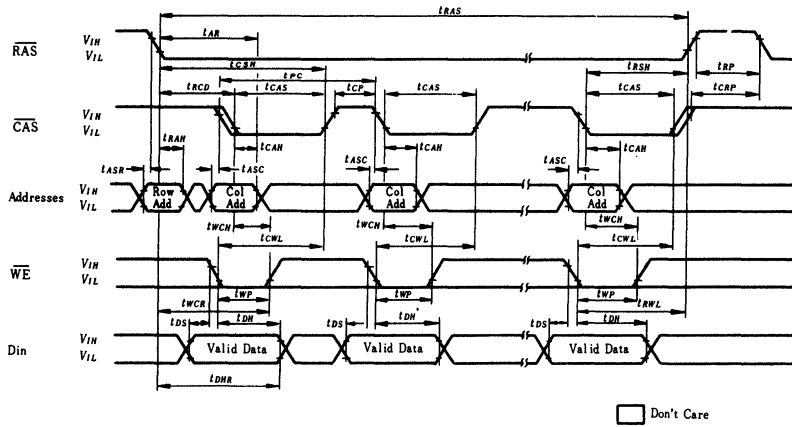 tRAS
tAR
RAS
VIH
VIL
tCSH
tPC
tRSH
tRP
tRCD
tCAS
tCP
tCAS
tCAS
tCRP
CAS
VIH
VIL
tRAH
tCAH
tCAH
tCAH
tASR
tASC
tASC
tASC
Addresses
VIH
VIL
Row
Add
Col
Add
Col
Add
Col
Add
tWCH
tWCH
tWCH
tCWL
tCWL
tCWL
WE
VIH
VIL
tWP
tWP
tWP
tWCR
tRWL
tDS
tDH
tDS
tDH
tDS
tDH
Din
VIH
VIL
Valid Data
Valid Data
Valid Data
tDHR
Don't Care